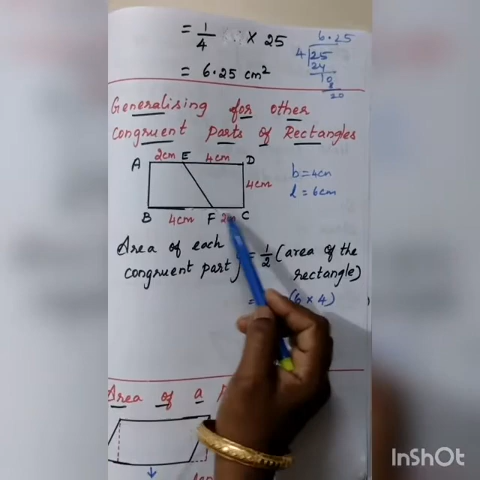 = 1/4 × 25
6.25
4 25
24
10
8
20
= 6.25 cm²
Generalising for other
congruent Parts of Rectangles
2cm E 4cm
A D
4cm
b = 4cm
l = 6cm
B F C
4cm 2cm
Area of each
congruent part } = 1/2 (area of the
rectangle)
= (6 × 4)
Area of a
InShOt